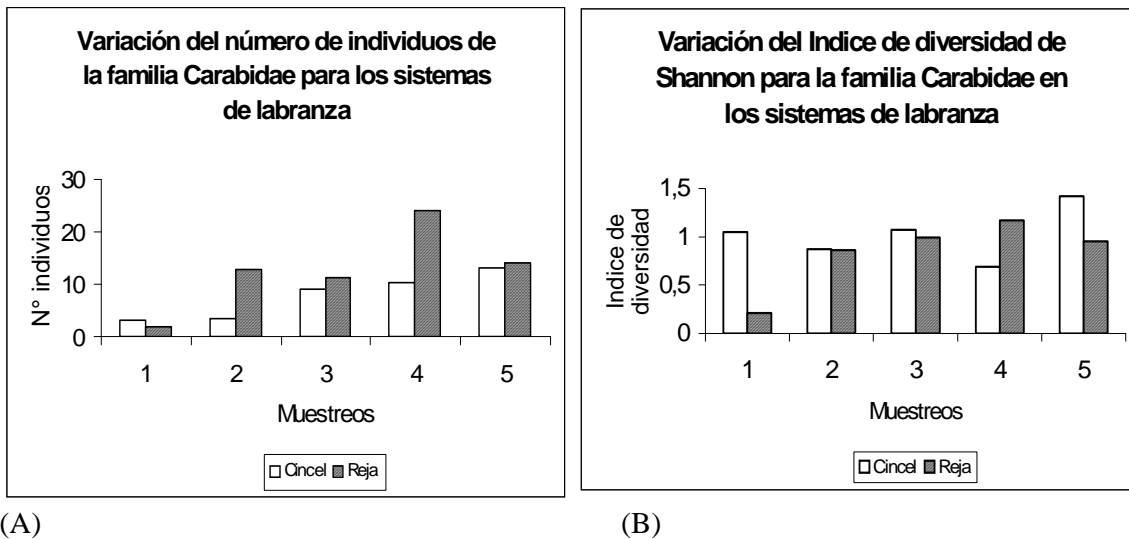 Variación del número de individuos de
la familia Carabidae para los sistemas
de labranza
30
20
10
0
N° individuos
1 2 3 4 5
Muestreos
Cincel Reja
(A)
Variación del Indice de diversidad de
Shannon para la familia Carabidae en
los sistemas de labranza
1,5
1
0,5
0
Indice de
diversidad
1 2 3 4 5
Muestreos
Cincel Reja
(B)